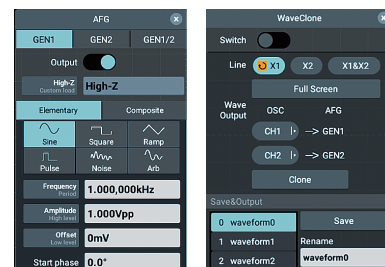 AFG
GEN1 GEN2 GEN1/2
Output
High-Z
Custom load
High-Z
Elementary Composite
Sine Square Ramp
Pulse Noise Arb
Frequency
Period
1.000,000kHz
Amplitude
High level
1.000Vpp
Offset
Low level
0mV
Start phase 0.0°
WaveClone
Switch
Line X1 X2 X1&X2
Full Screen
Wave
Output
OSC AFG
CH1 --> GEN1
CH2 --> GEN2
Clone
Save&Output
0 waveform0 Save
1 waveform1 Rename
2 waveform2 waveform0